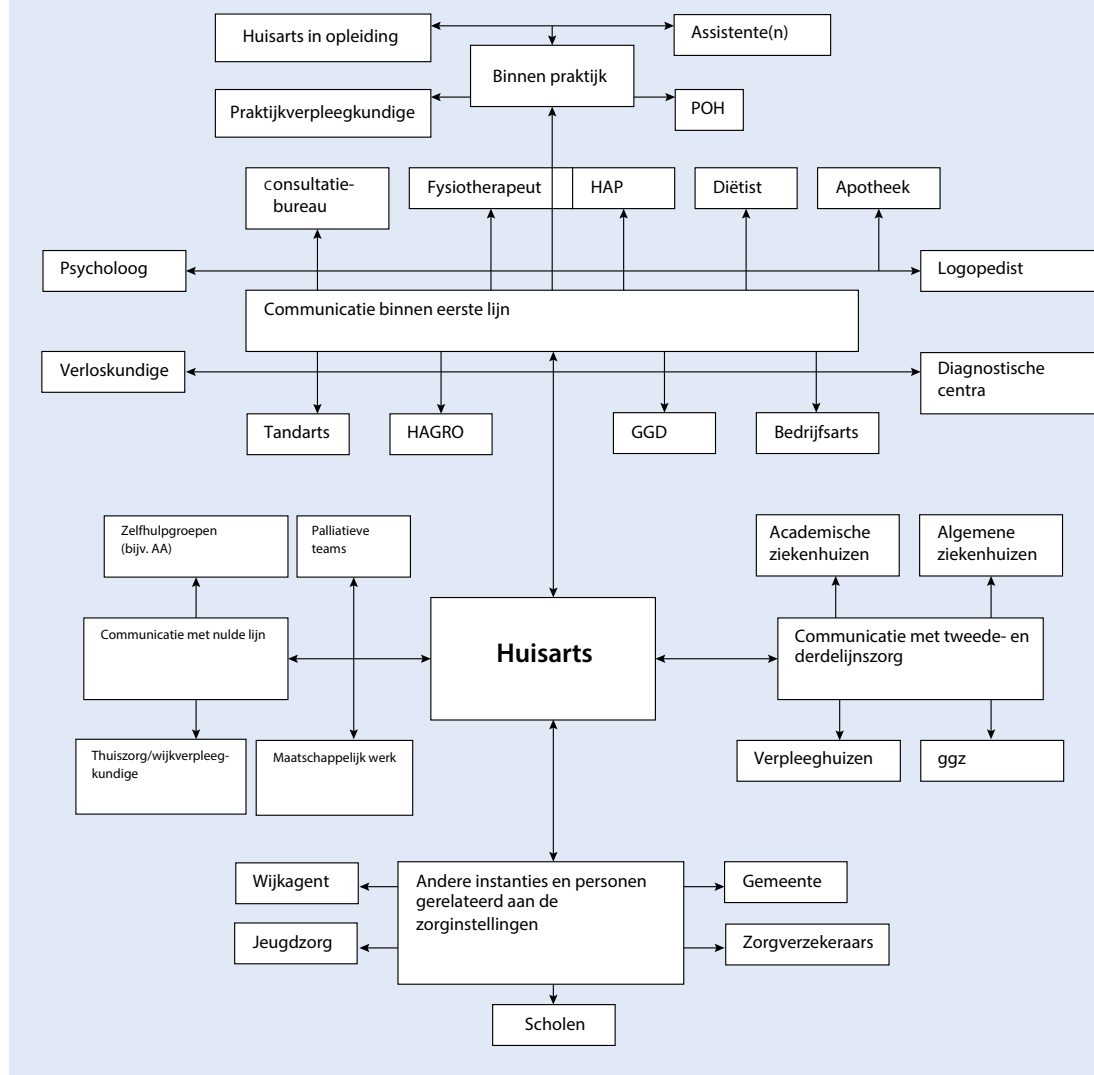 Huisarts in opleiding
Assistente(n)
Binnen praktijk
Praktijkverpleegkundige
POH
consultatie-
bureau
Fysiotherapeut
HAP
Diëtist
Apotheek
Psycholoog
Logopedist
Communicatie binnen eerste lijn
Verloskundige
Diagnostische
centra
Tandarts
HAGRO
GGD
Bedrijfsarts
Zelfhulpgroepen
(bijv. AA)
Palliatieve
teams
Academische
ziekenhuizen
Algemene
ziekenhuizen
Communicatie met nulde lijn
Huisarts
Communicatie met tweede- en
derdelijnszorg
Thuiszorg/wijkverpleeg-
kundige
Maatschappelijk werk
Verpleeghuizen
ggz
Wijkagent
Andere instanties en personen
gerelateerd aan de
zorginstellingen
Gemeente
Jeugdzorg
Zorgverzekeraars
Scholen